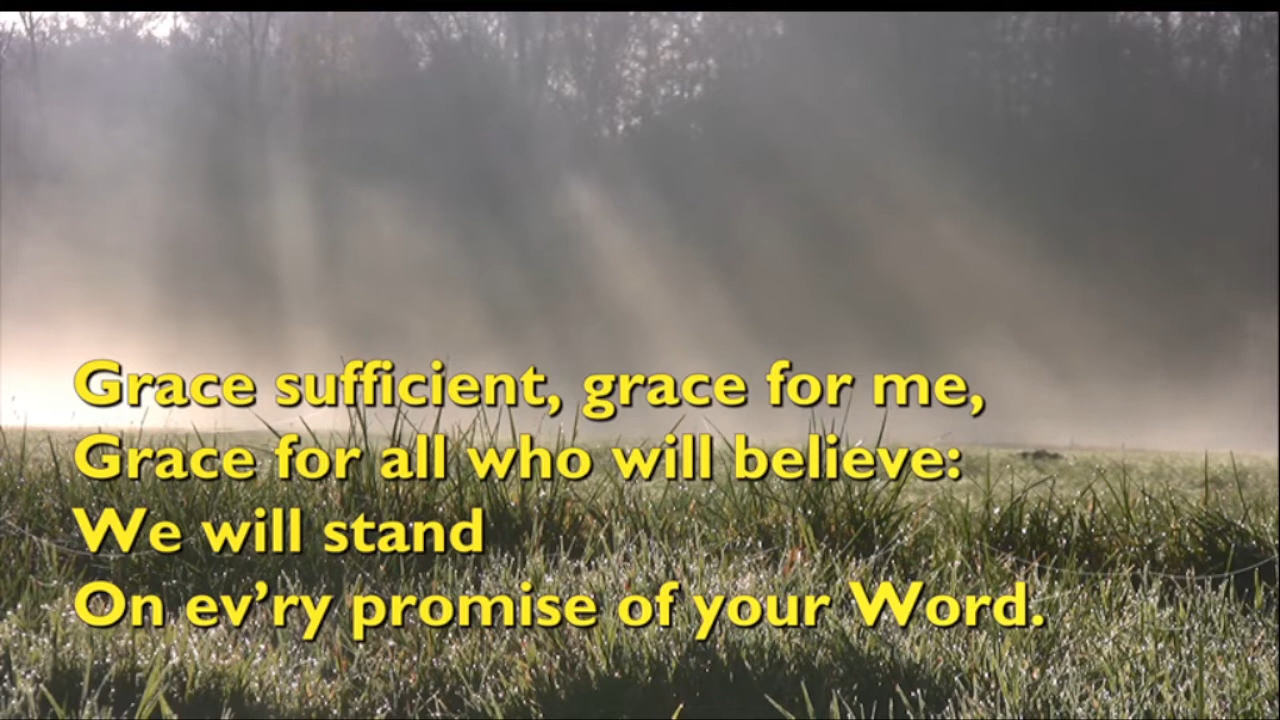 Grace sufficient, grace for me,
Grace for all who will believe:
We will stand
On ev’ry promise of your Word.